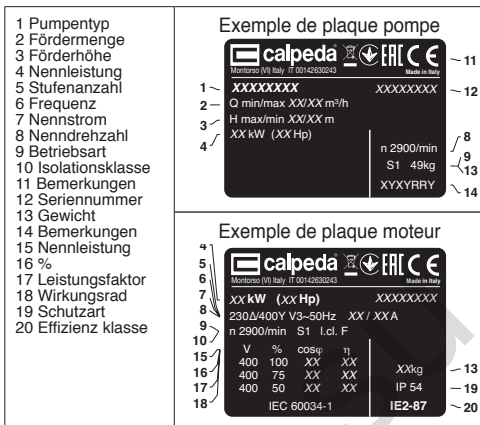 1 Pumpentyp
2 Fördermenge
3 Förderhöhe
4 Nennleistung
5 Stufenanzahl
6 Frequenz
7 Nennstrom
8 Nenndrehzahl
9 Betriebsart
10 Isolationsklasse
11 Bemerkungen
12 Seriennummer
13 Gewicht
14 Bemerkungen
15 Nennleistung
16 %
17 Leistungsfaktor
18 Wirkungsrad
19 Schutzart
20 Effizienz klasse
Exemple de plaque pompe
calpeda EAC CE
Montorso (VI) Italy IT 00142630243 Made in Italy
11
1 XXXXXXXX XXXXXXXX 12
2 Q min/max XX/XX m³/h
3 H max/min XX/XX m
4 XX kW (XX Hp)
n 2900/min 8
S1 49kg 9
13
XYXYRRY 14
Exemple de plaque moteur
calpeda EAC CE
Montorso (VI) Italy IT 00142630243 Made in Italy
4
5
6
7 XX kW (XX Hp) XXXXXXXX
8 230Δ/400Y V3~50Hz XX / XX A
9 n 2900/min S1 I.cl. F
10
15 V % cosφ η
16 400 100 XX XX XXkg 13
17 400 75 XX XX IP 54 19
18 400 50 XX XX
IEC 60034-1 IE2-87 20